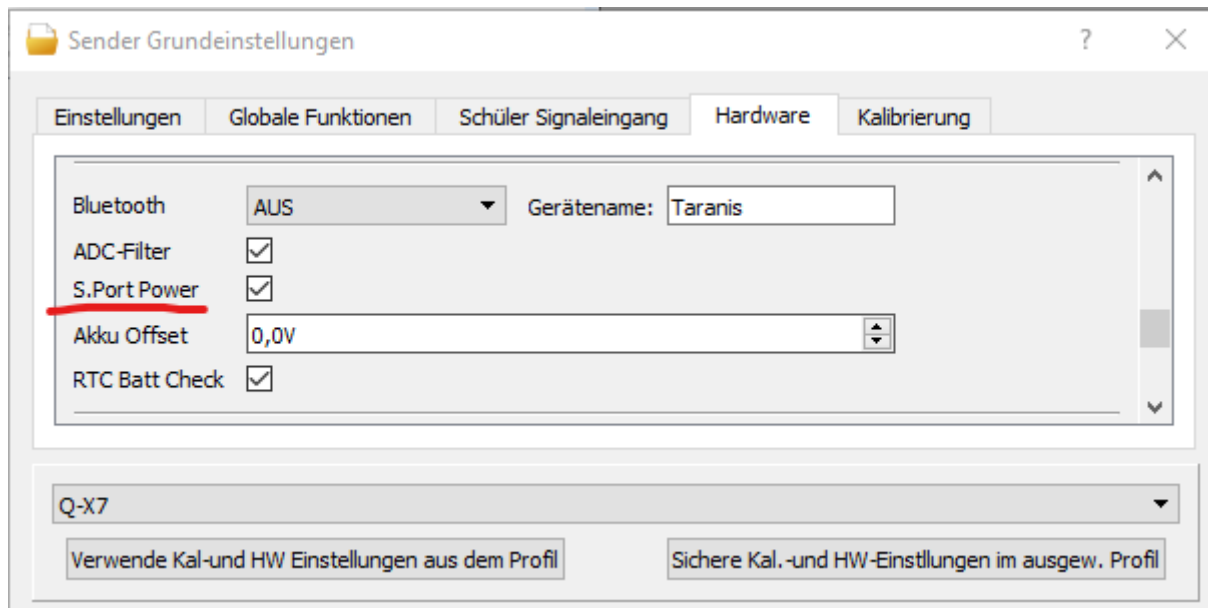 Sender Grundeinstellungen
Einstellungen Globale Funktionen Schüler Signaleingang Hardware Kalibrierung
Bluetooth AUS Gerätename: Taranis
ADC-Filter
S.Port Power
Akku Offset 0,0V
RTC Batt Check
Q-X7
Verwende Kal-und HW Einstellungen aus dem Profil Sichere Kal.-und HW-Einstllungen im ausgew. Profil